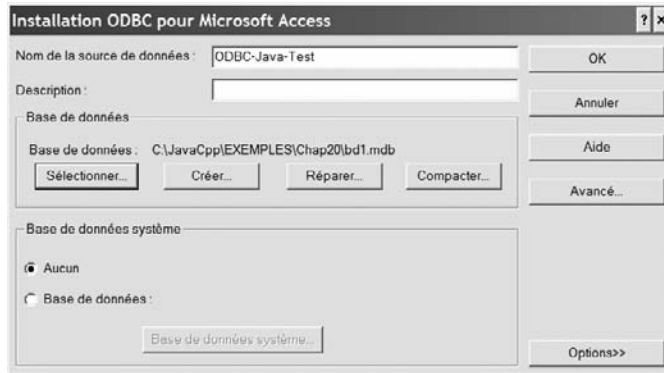 Installation ODBC pour Microsoft Access
? ×
Nom de la source de données : ODBC-Java-Test
OK
Description :
Annuler
Base de données
Base de données : C:\JavaCpp\EXEMPLES\Chap20\bd1.mdb
Aide
Sélectionner... Créer... Réparer... Compacter...
Avancé...
Base de données système
Aucun
Base de données :
Base de données système...
Options>>